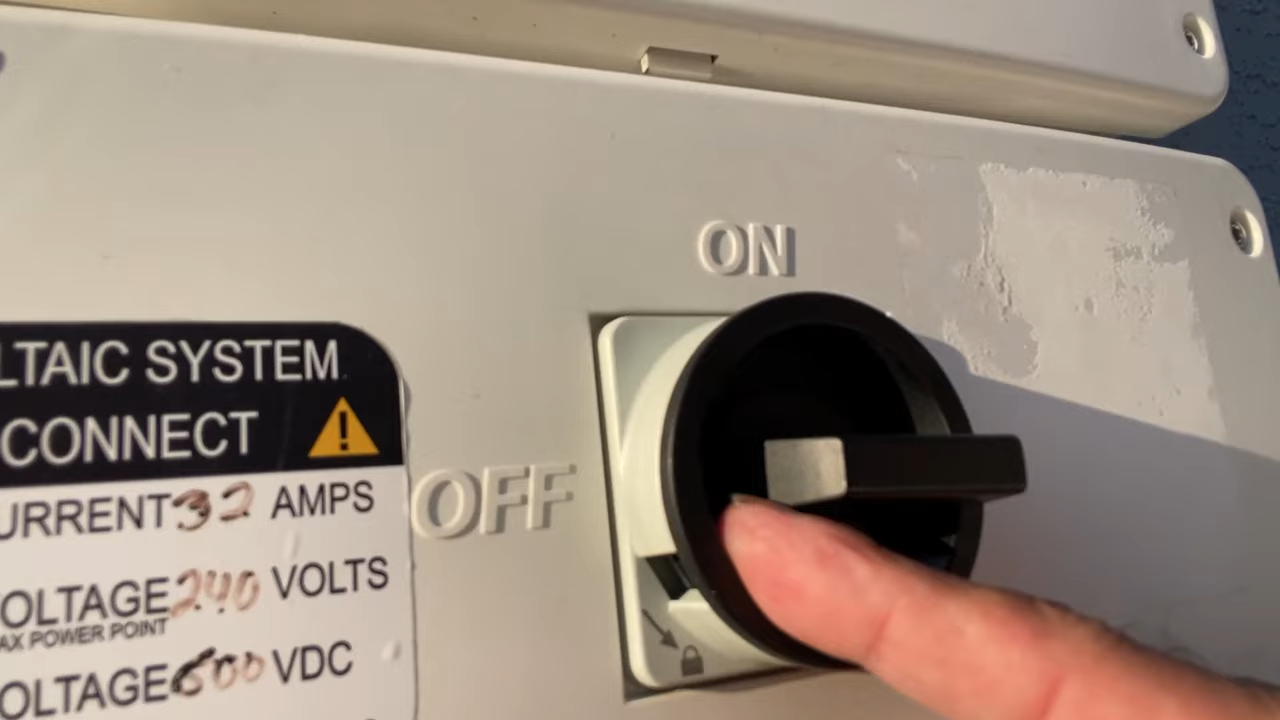 ON
OFF
LTAIC SYSTEM
CONNECT
URRENT 32 AMPS
OLTAGE 240 VOLTS
AX POWER POINT
OLTAGE 600 VDC